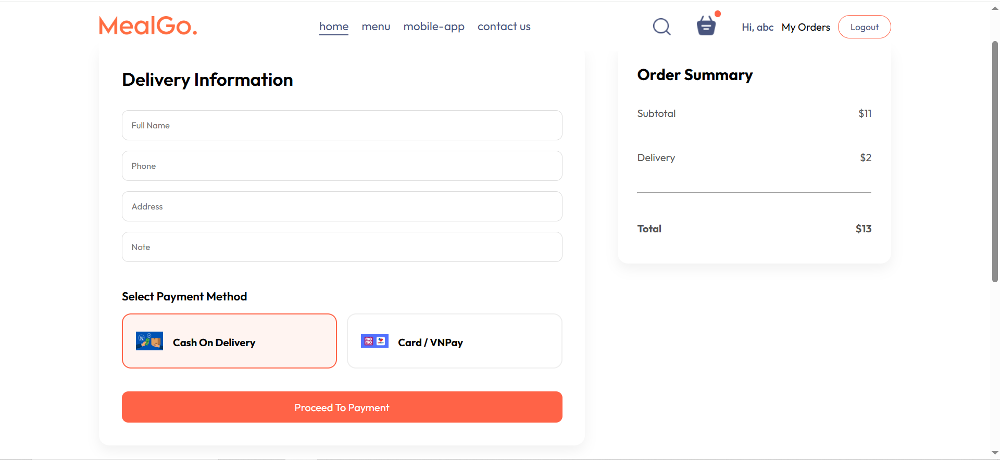 MealGo.
home menu mobile-app contact us
Hi, abc My Orders Logout
Delivery Information
Full Name
Phone
Address
Note
Select Payment Method
Cash On Delivery
mo
mo
Card / VNPay
Proceed To Payment
Order Summary
Subtotal $11
Delivery $2
Total $13